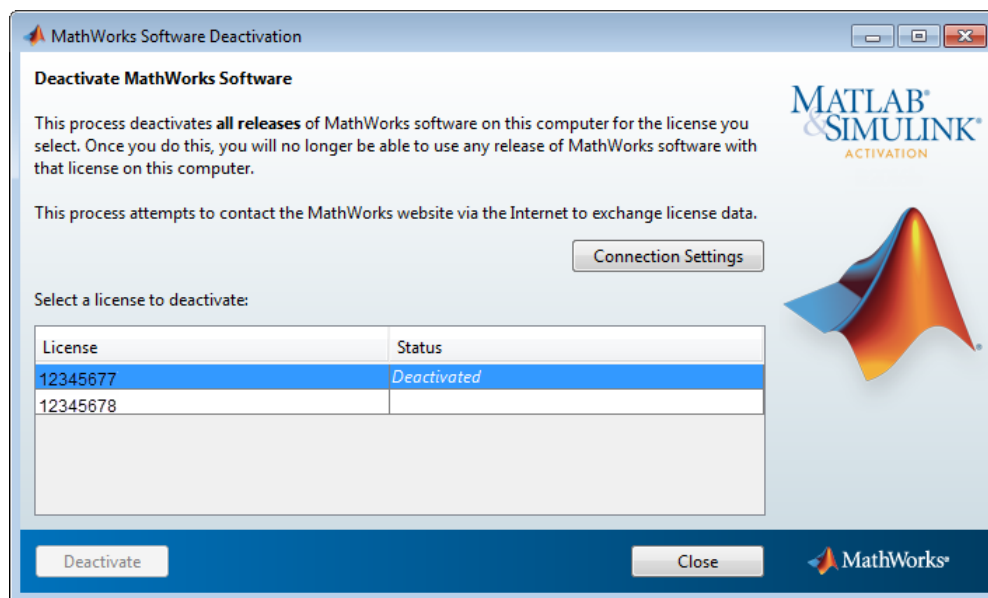 MathWorks Software Deactivation
Deactivate MathWorks Software
This process deactivates all releases of MathWorks software on this computer for the license you
select. Once you do this, you will no longer be able to use any release of MathWorks software with
that license on this computer.
This process attempts to contact the MathWorks website via the Internet to exchange license data.
Connection Settings
Select a license to deactivate:
License Status
12345677 Deactivated
12345678
MATLAB®
&SIMULINK®
ACTIVATION
Deactivate Close MathWorks®